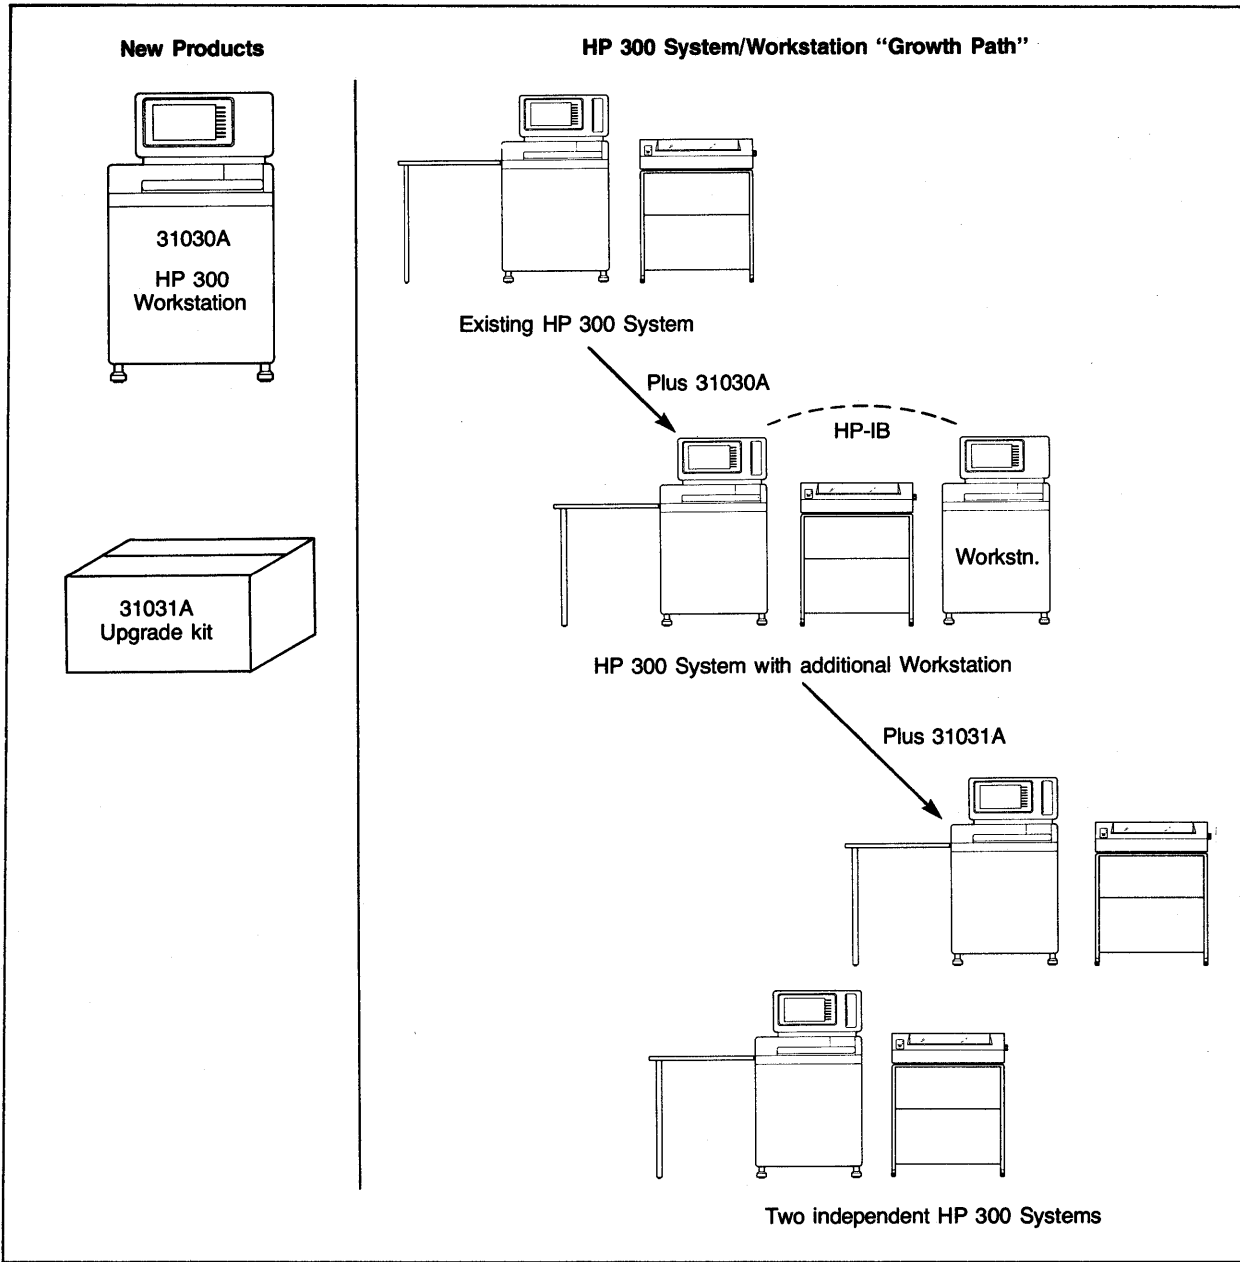 New Products
31030A
HP 300
Workstation
31031A
Upgrade kit
HP 300 System/Workstation “Growth Path”
Existing HP 300 System
Plus 31030A
HP-IB
Workstn.
HP 300 System with additional Workstation
Plus 31031A
Two independent HP 300 Systems